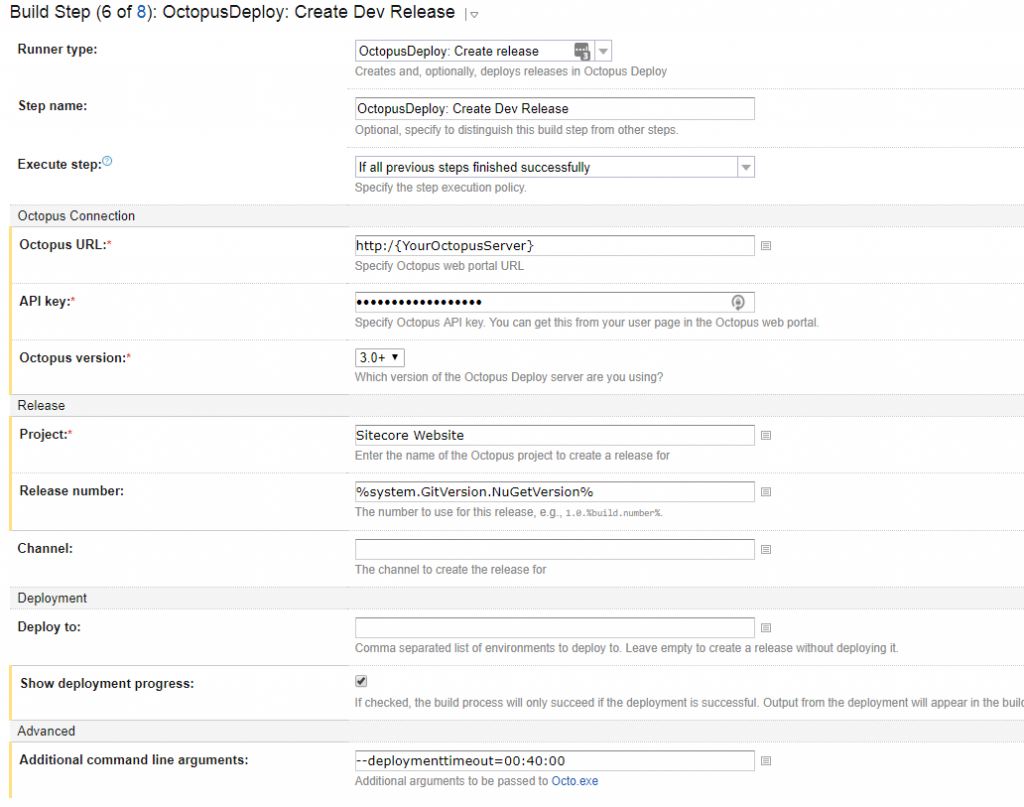 Build Step (6 of 8): OctopusDeploy: Create Dev Release
Runner type:
OctopusDeploy: Create release
3
Creates and, optionally, deploys releases in Octopus Deploy
Step name:
OctopusDeploy: Create Dev Release
Optional, specify to distinguish this build step from other steps.
Execute step:
If all previous steps finished successfully
Specify the step execution policy.
Octopus Connection
Octopus URL:*
http:/{YourOctopusServer}
Specify Octopus web portal URL
API key:*
••••••••••••••••••
Specify Octopus API key. You can get this from your user page in the Octopus web portal.
Octopus version:*
3.0+
Which version of the Octopus Deploy server are you using?
Release
Project:*
Sitecore Website
Enter the name of the Octopus project to create a release for
Release number:
%system.GitVersion.NuGetVersion%
The number to use for this release, e.g., 1.0.%build.number%.
Channel:
The channel to create the release for
Deployment
Deploy to:
Comma separated list of environments to deploy to. Leave empty to create a release without deploying it.
Show deployment progress:
If checked, the build process will only succeed if the deployment is successful. Output from the deployment will appear in the build
Advanced
Additional command line arguments:
--deploymenttimeout=00:40:00
Additional arguments to be passed to Octo.exe